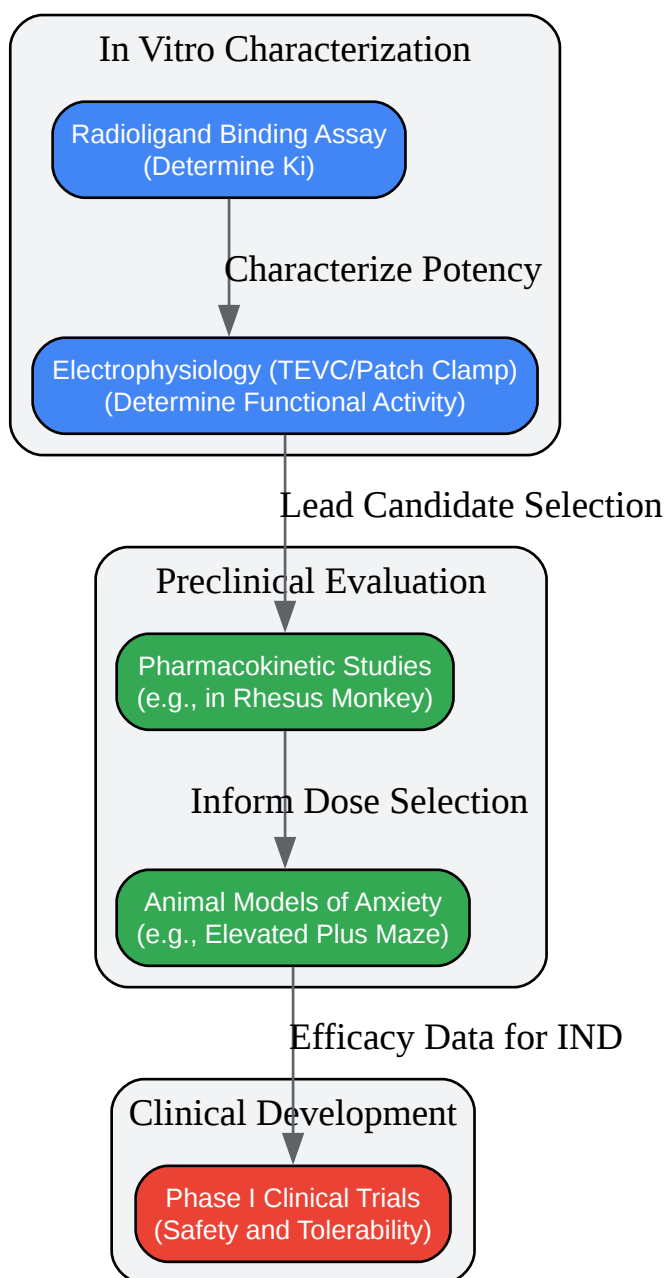 In Vitro Characterization
Radioligand Binding Assay
(Determine Ki)
Characterize Potency
Electrophysiology (TEVC/Patch Clamp)
(Determine Functional Activity)
Lead Candidate Selection
Preclinical Evaluation
Pharmacokinetic Studies
(e.g., in Rhesus Monkey)
Inform Dose Selection
Animal Models of Anxiety
(e.g., Elevated Plus Maze)
Efficacy Data for IND
Clinical Development
Phase I Clinical Trials
(Safety and Tolerability)